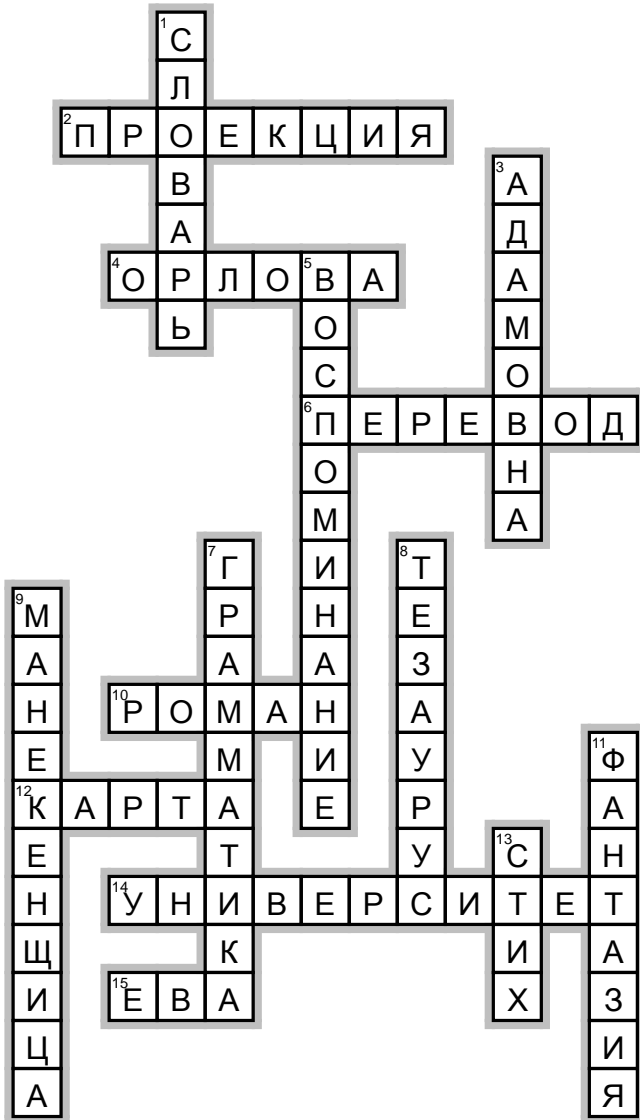 1 СЛОВАРЬ
2 ПРОЕКЦИЯ
3 АДАМОВНА
4 ОРЛОВА
5 ВОСПОМИНАНИЕ
6 ПЕРЕВОД
7 ГРАММАТИКА
8 ТЕЗАУРУС
9 МАНЕКЕНЩИЦА
10 РОМАН
11 ФАНТАЗИЯ
12 КАРТА
13 СТИХ
14 УНИВЕРСИТЕТ
15 ЕВА